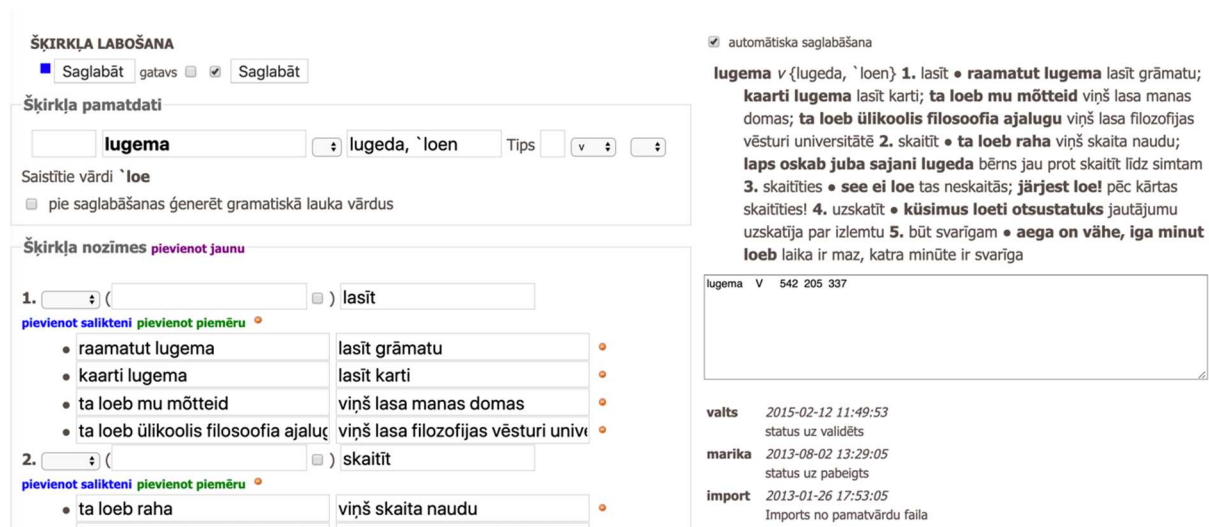 ŠĶIRKĻA LABOŠANA
Saglabāt gatavs Saglabāt
Šķirkļa pamatdati
lugema lugeda, `loen Tips v
Saistītie vārdi `loe
pie saglabāšanas ģenerēt gramatiskā lauka vārdus
Šķirkļa nozīmes pievienot jaunu
1. ( ) lasīt
pievienot salikteni pievienot piemēru
• raamatut lugema lasīt grāmatu
• kaarti lugema lasīt karti
• ta loeb mu mõtteid viņš lasa manas domas
• ta loeb ülikoolis filosoofia ajalug viņš lasa filozofijas vēsturi unive
2. ( ) skaitīt
pievienot salikteni pievienot piemēru
• ta loeb raha viņš skaita naudu
automātiska saglabāšana
lugema v {lugeda, `loen} 1. lasīt ● raamatut lugema lasīt grāmatu;
kaarti lugema lasīt karti; ta loeb mu mõtteid viņš lasa manas
domas; ta loeb ülikoolis filosoofia ajalugu viņš lasa filozofijas
vēsturi universitātē 2. skaitīt ● ta loeb raha viņš skaita naudu;
laps oskab juba sajani lugeda bērns jau prot skaitīt līdz simtam
3. skaitīties ● see ei loe tas neskaitās; järjest loe! pēc kārtas
skaitīties! 4. uzskatīt ● küsimus loeti otsustatuks jautājumu
uzskatīja par izlemtu 5. būt svarīgam ● aega on vähe, iga minut
loeb laika ir maz, katra minūte ir svarīga
lugema V 542 205 337
valts 2015-02-12 11:49:53
status uz validēts
marika 2013-08-02 13:29:05
status uz pabeigts
import 2013-01-26 17:53:05
Imports no pamatvārdu faila